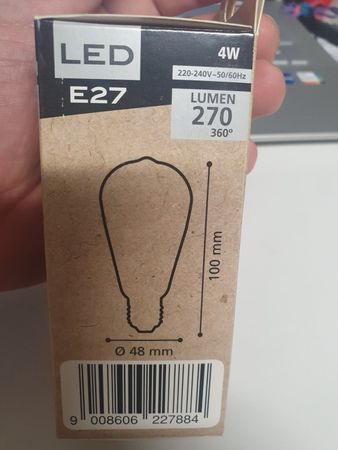 LED
4W
220-240V~50/60Hz
E27
LUMEN
270
360°
100 mm
Ø 48 mm
9 008606 227884